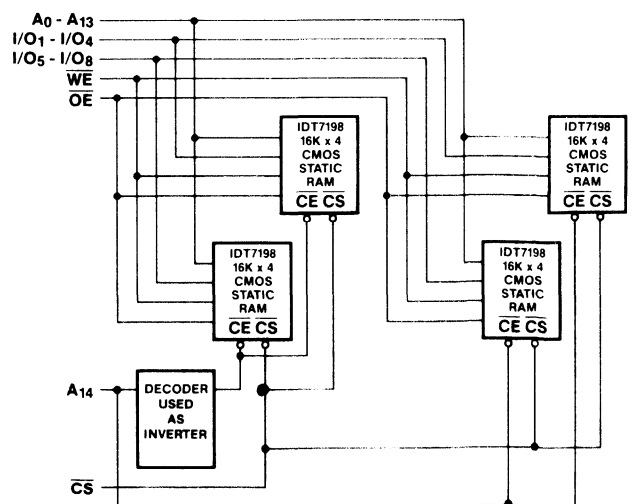 A0 - A13
I/O1 - I/O4
I/O5 - I/O8
WE
OE
IDT7198
16K x 4
CMOS
STATIC
RAM
CE CS
IDT7198
16K x 4
CMOS
STATIC
RAM
CE CS
IDT7198
16K x 4
CMOS
STATIC
RAM
CE CS
IDT7198
16K x 4
CMOS
STATIC
RAM
CE CS
A14
DECODER
USED
AS
INVERTER
CS